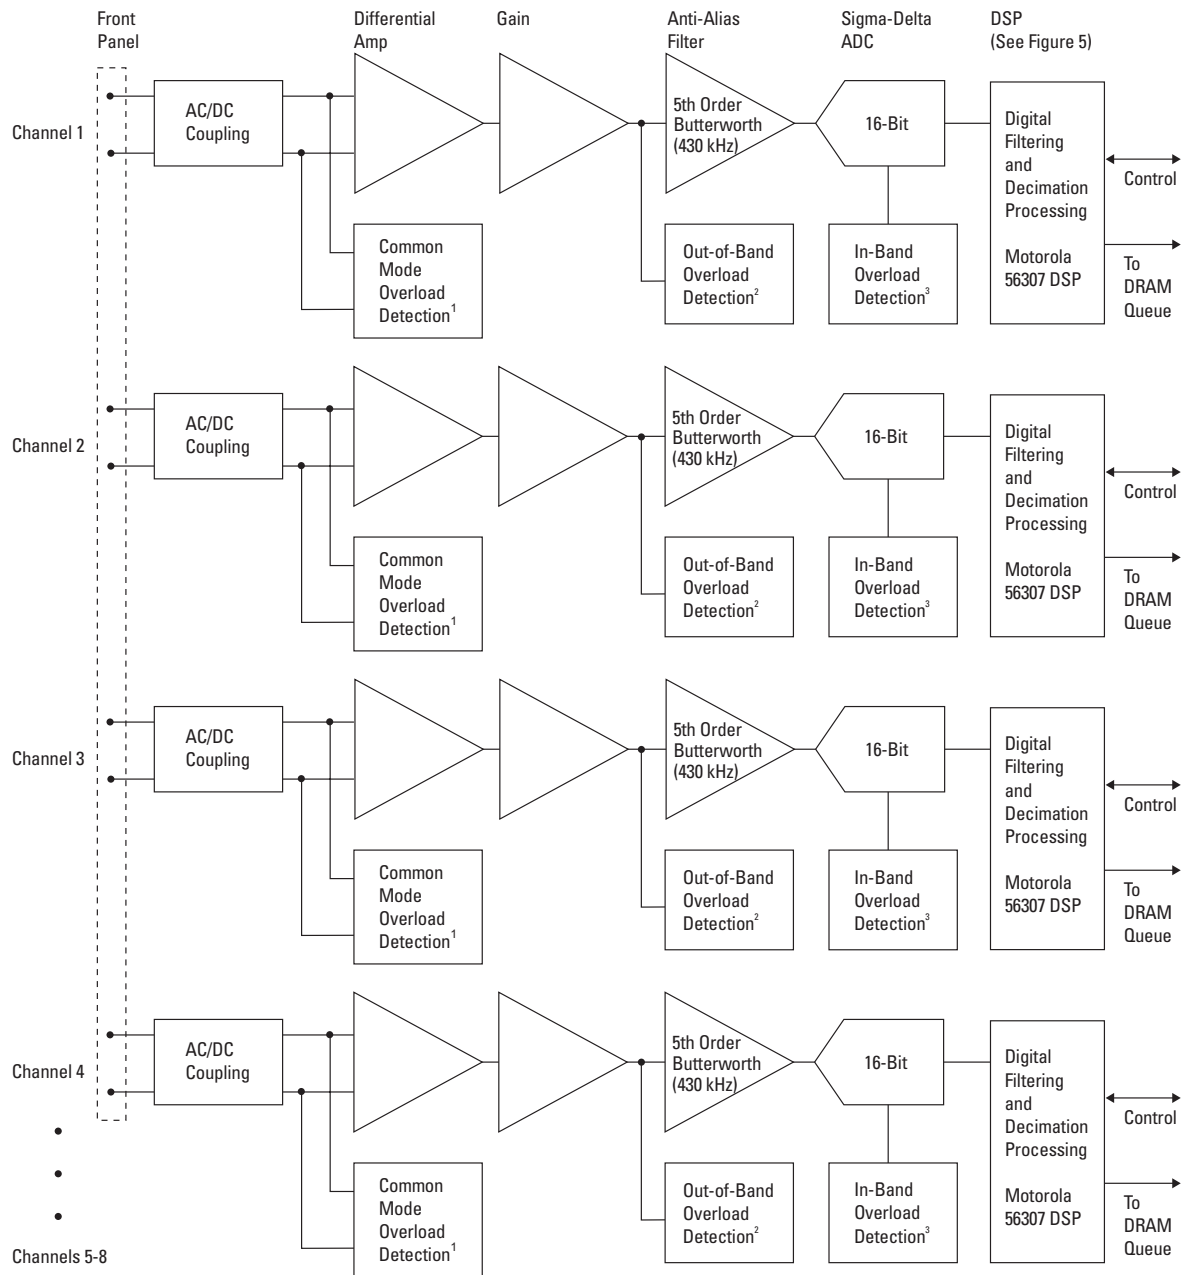 Front
Panel
Differential
Amp
Gain
Anti-Alias
Filter
Sigma-Delta
ADC
DSP
(See Figure 5)
Channel 1
AC/DC
Coupling
Common
Mode
Overload
Detection1
5th Order
Butterworth
(430 kHz)
Out-of-Band
Overload
Detection2
16-Bit
In-Band
Overload
Detection3
Digital
Filtering
and
Decimation
Processing
Motorola
56307 DSP
Control
To
DRAM
Queue
Channel 2
AC/DC
Coupling
Common
Mode
Overload
Detection1
5th Order
Butterworth
(430 kHz)
Out-of-Band
Overload
Detection2
16-Bit
In-Band
Overload
Detection3
Digital
Filtering
and
Decimation
Processing
Motorola
56307 DSP
Control
To
DRAM
Queue
Channel 3
AC/DC
Coupling
Common
Mode
Overload
Detection1
5th Order
Butterworth
(430 kHz)
Out-of-Band
Overload
Detection2
16-Bit
In-Band
Overload
Detection3
Digital
Filtering
and
Decimation
Processing
Motorola
56307 DSP
Control
To
DRAM
Queue
Channel 4
AC/DC
Coupling
Common
Mode
Overload
Detection1
5th Order
Butterworth
(430 kHz)
Out-of-Band
Overload
Detection2
16-Bit
In-Band
Overload
Detection3
Digital
Filtering
and
Decimation
Processing
Motorola
56307 DSP
Control
To
DRAM
Queue
Channels 5-8